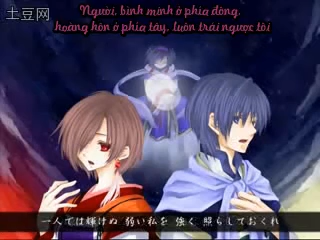 土豆网
Người, bình minh ở phía đông,
hoàng hôn ở phía tây, luôn trái ngược tôi
一人では輝けぬ 弱い私を 強く 照らしておくれ